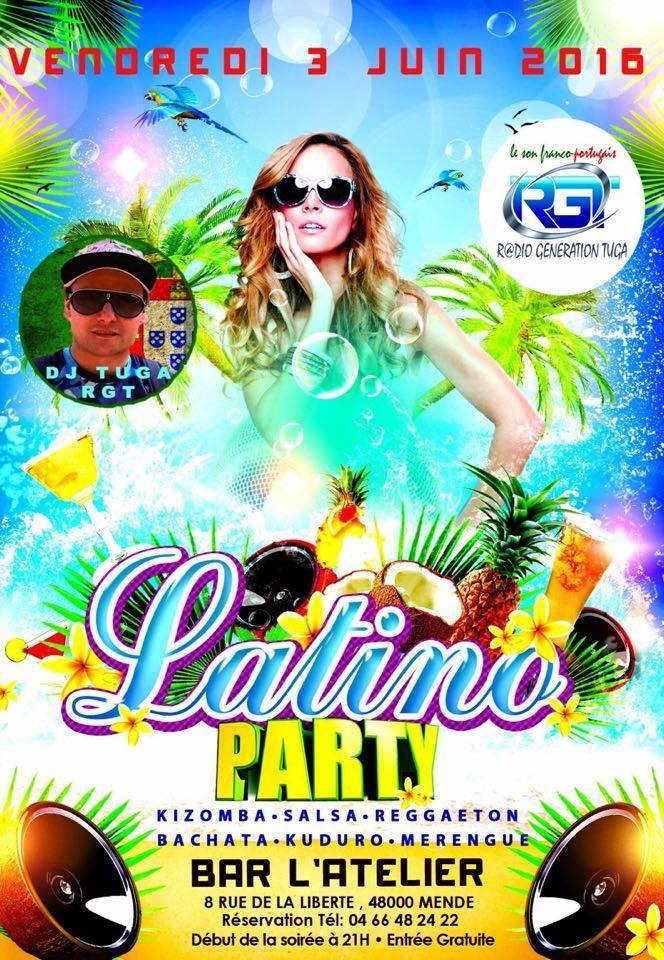 VENDREDI 3 JUIN 2016
le son franco-portugais
RGT
R@DIO GENERATION TUGA
DJ TUGA
RGT
Latino
PARTY
KIZOMBA•SALSA•REGGAETON
BACHATA•KUDURO•MERENGUE
BAR L'ATELIER
8 RUE DE LA LIBERTE , 48000 MENDE
Réservation Tél: 04 66 48 24 22
Début de la soirée à 21H • Entrée Gratuite